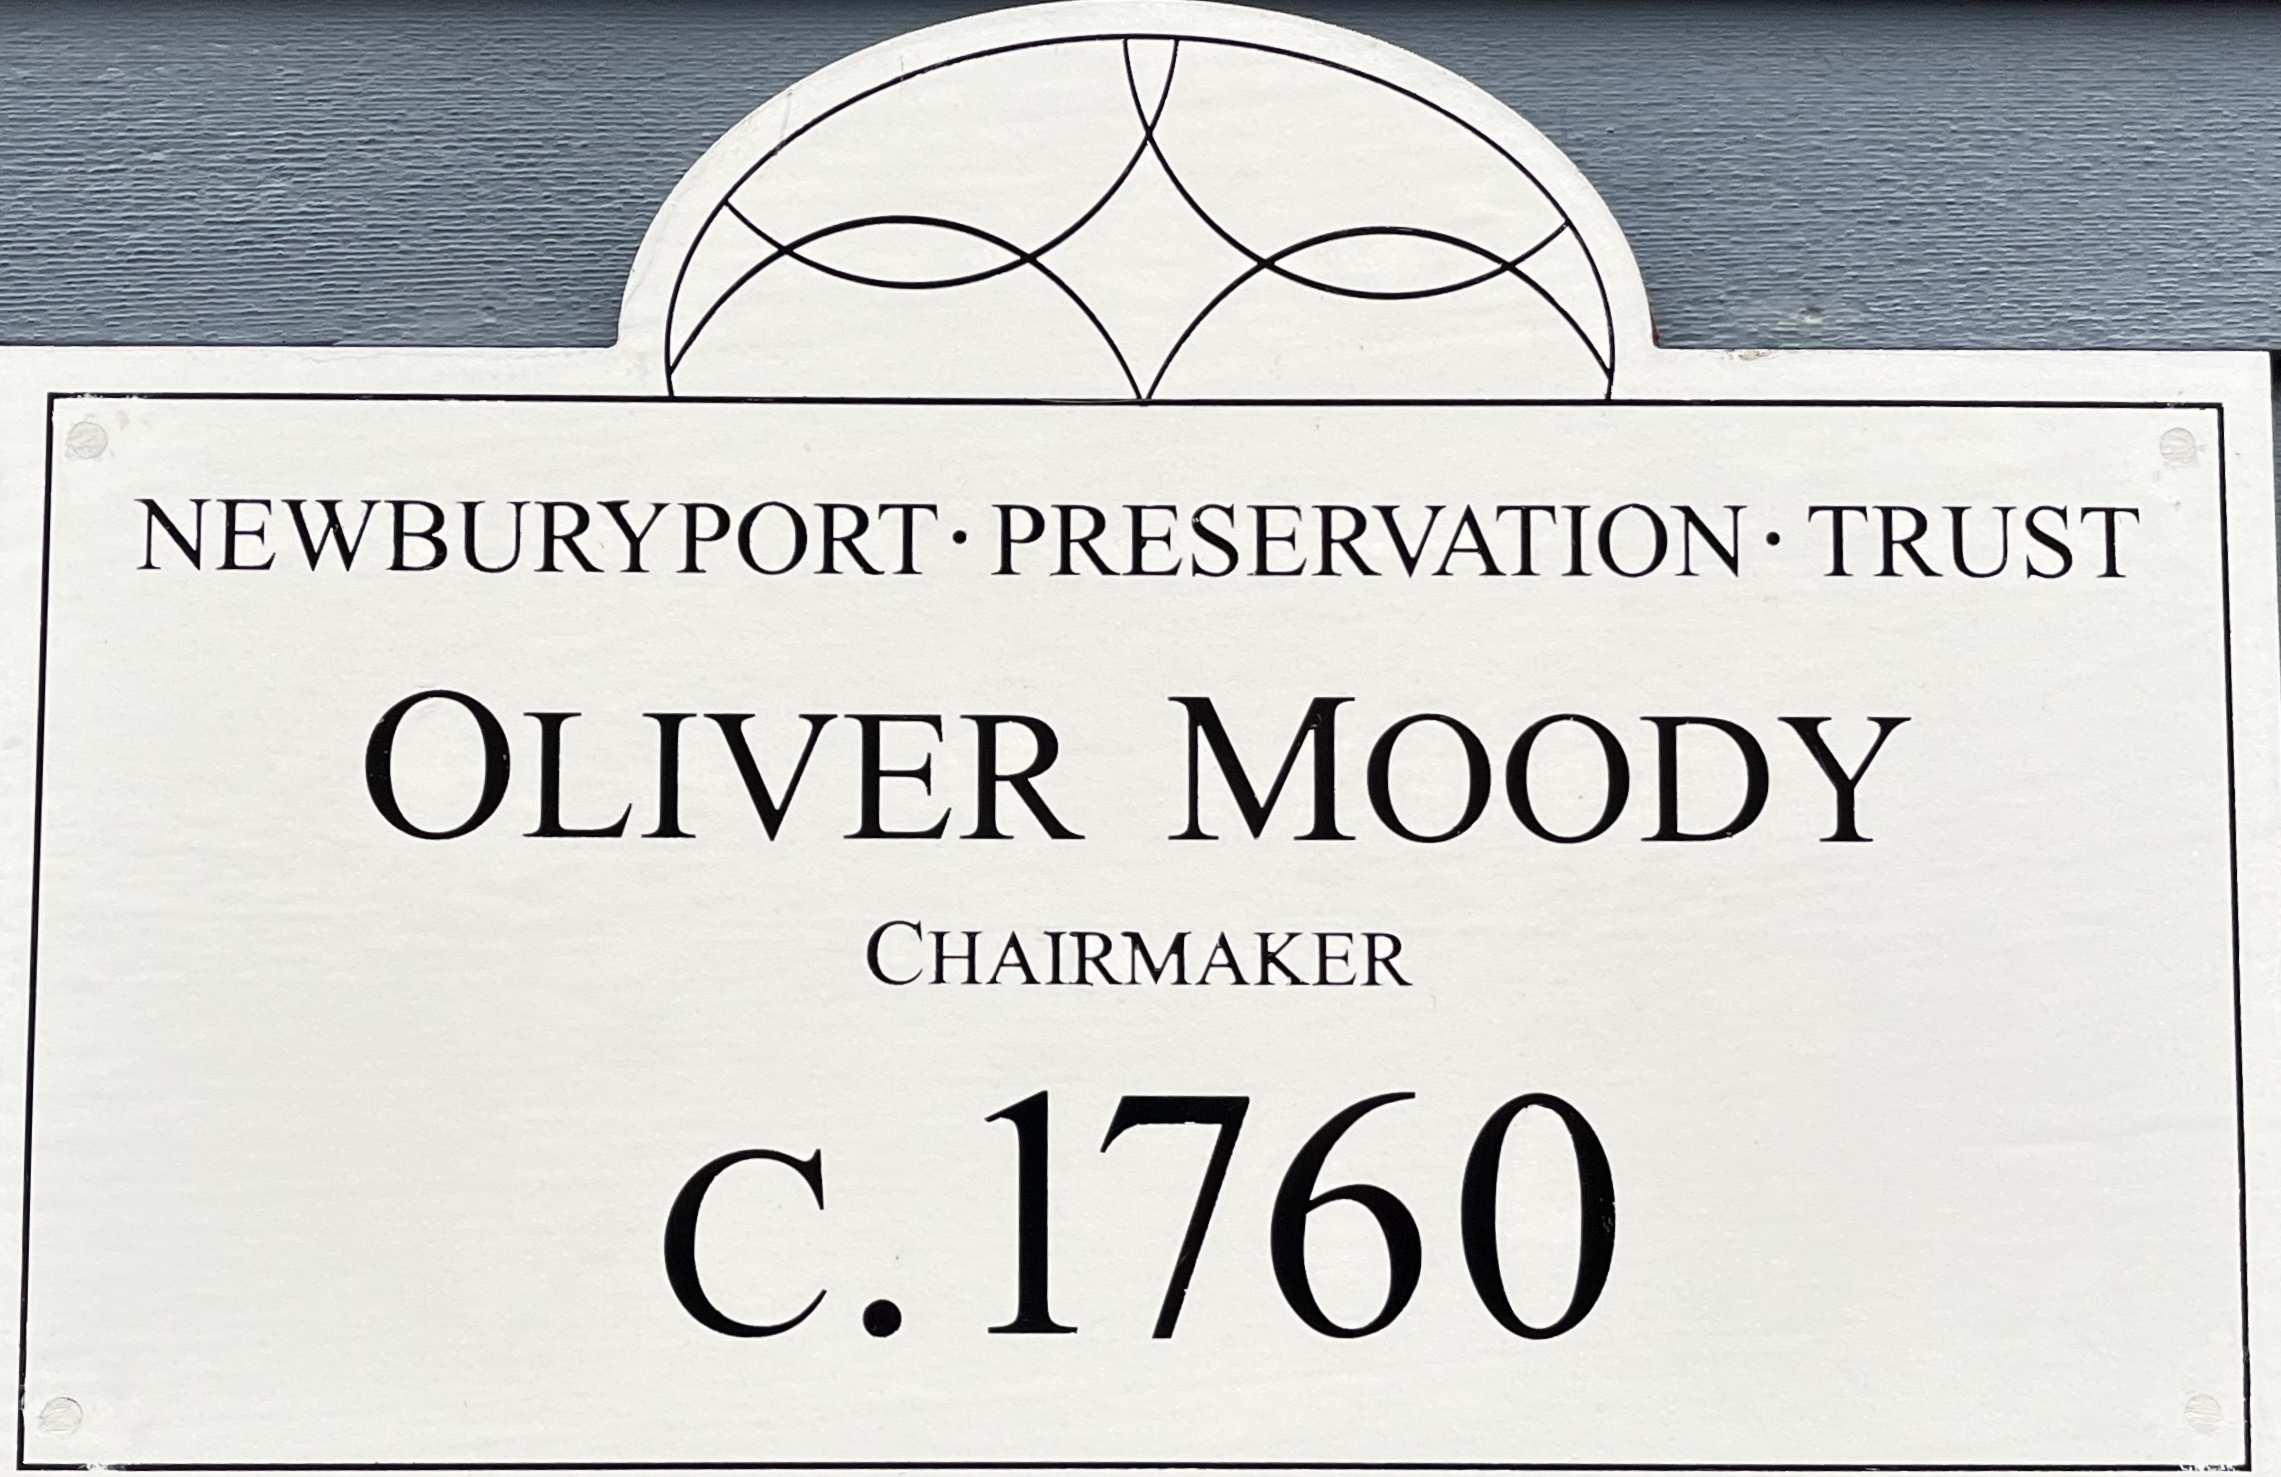 NEWBURYPORT · PRESERVATION · TRUST
OLIVER MOODY
CHAIRMAKER
c. 1760